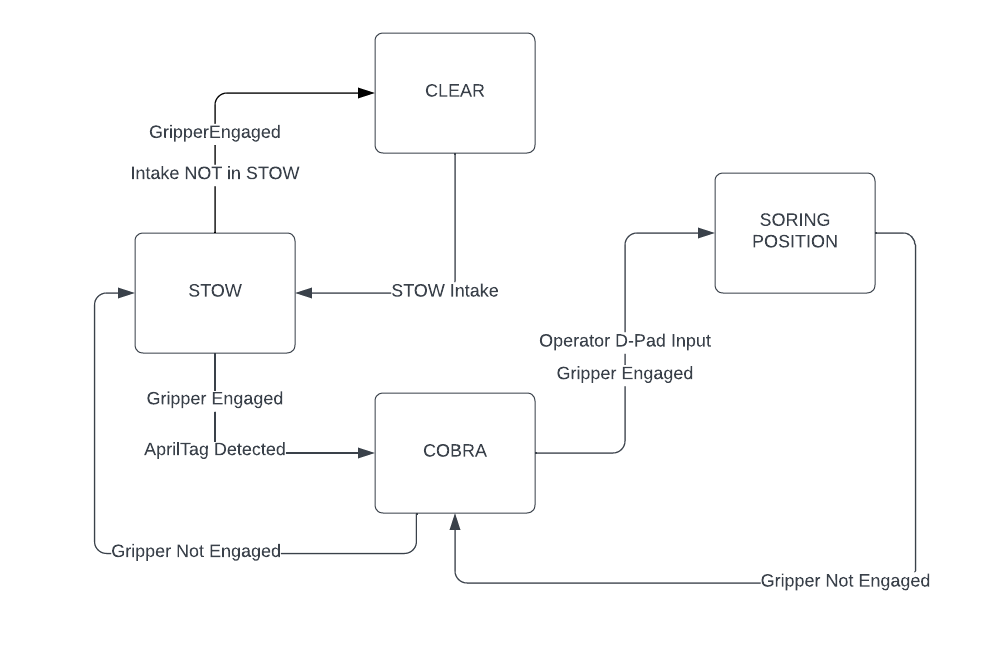 CLEAR
GripperEngaged
Intake NOT in STOW
SORING
POSITION
STOW
STOW Intake
Operator D-Pad Input
Gripper Engaged
Gripper Engaged
AprilTag Detected
COBRA
Gripper Not Engaged
Gripper Not Engaged